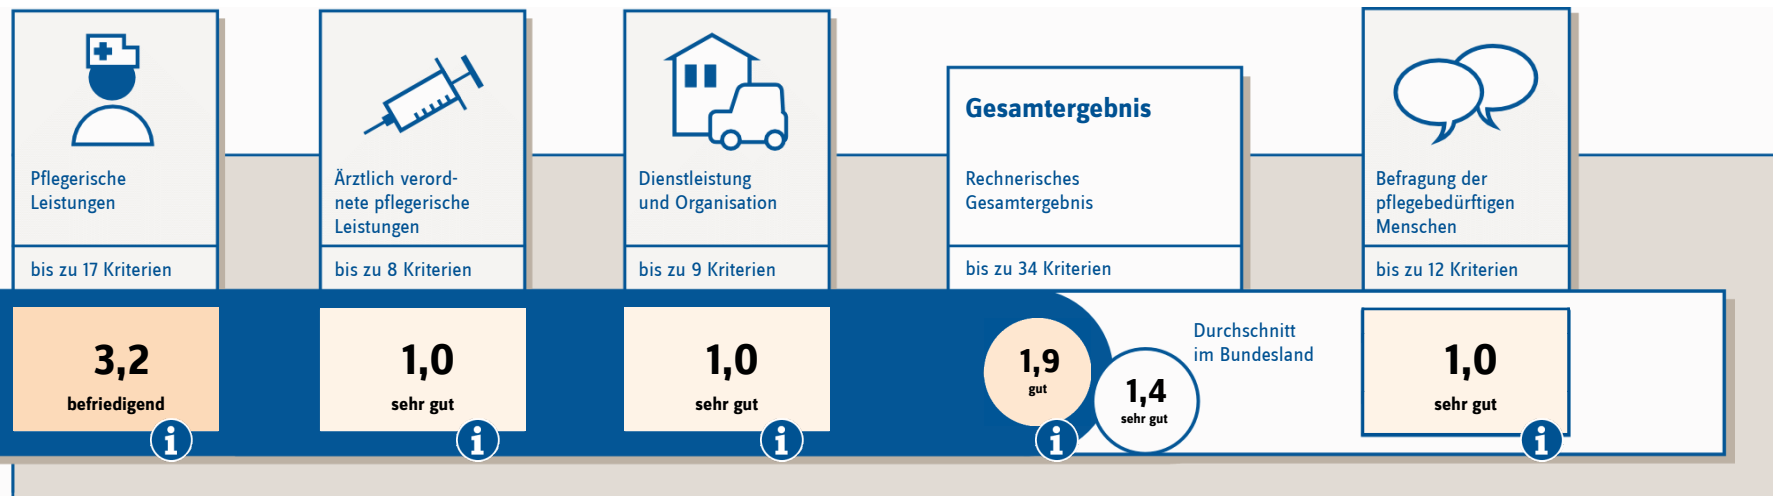 Pflegerische
Leistungen
bis zu 17 Kriterien
3,2
befriedigend
i
Ärztlich verord-
nete pflegerische
Leistungen
bis zu 8 Kriterien
1,0
sehr gut
i
Dienstleistung
und Organisation
bis zu 9 Kriterien
1,0
sehr gut
i
Gesamtergebnis
Rechnerisches
Gesamtergebnis
bis zu 34 Kriterien
1,9
gut
i
Durchschnitt
im Bundesland
1,4
sehr gut
Befragung der
pflegebedürftigen
Menschen
bis zu 12 Kriterien
1,0
sehr gut
i